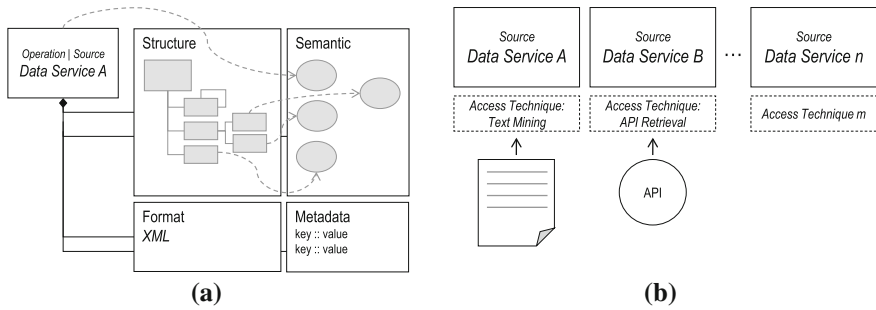 Operation | Source
Data Service A
Structure
Semantic
Format
XML
Metadata
key :: value
key :: value
(a)
Source
Data Service A
Source
Data Service B
...
Source
Data Service n
Access Technique:
Text Mining
Access Technique:
API Retrieval
Access Technique m
API
(b)